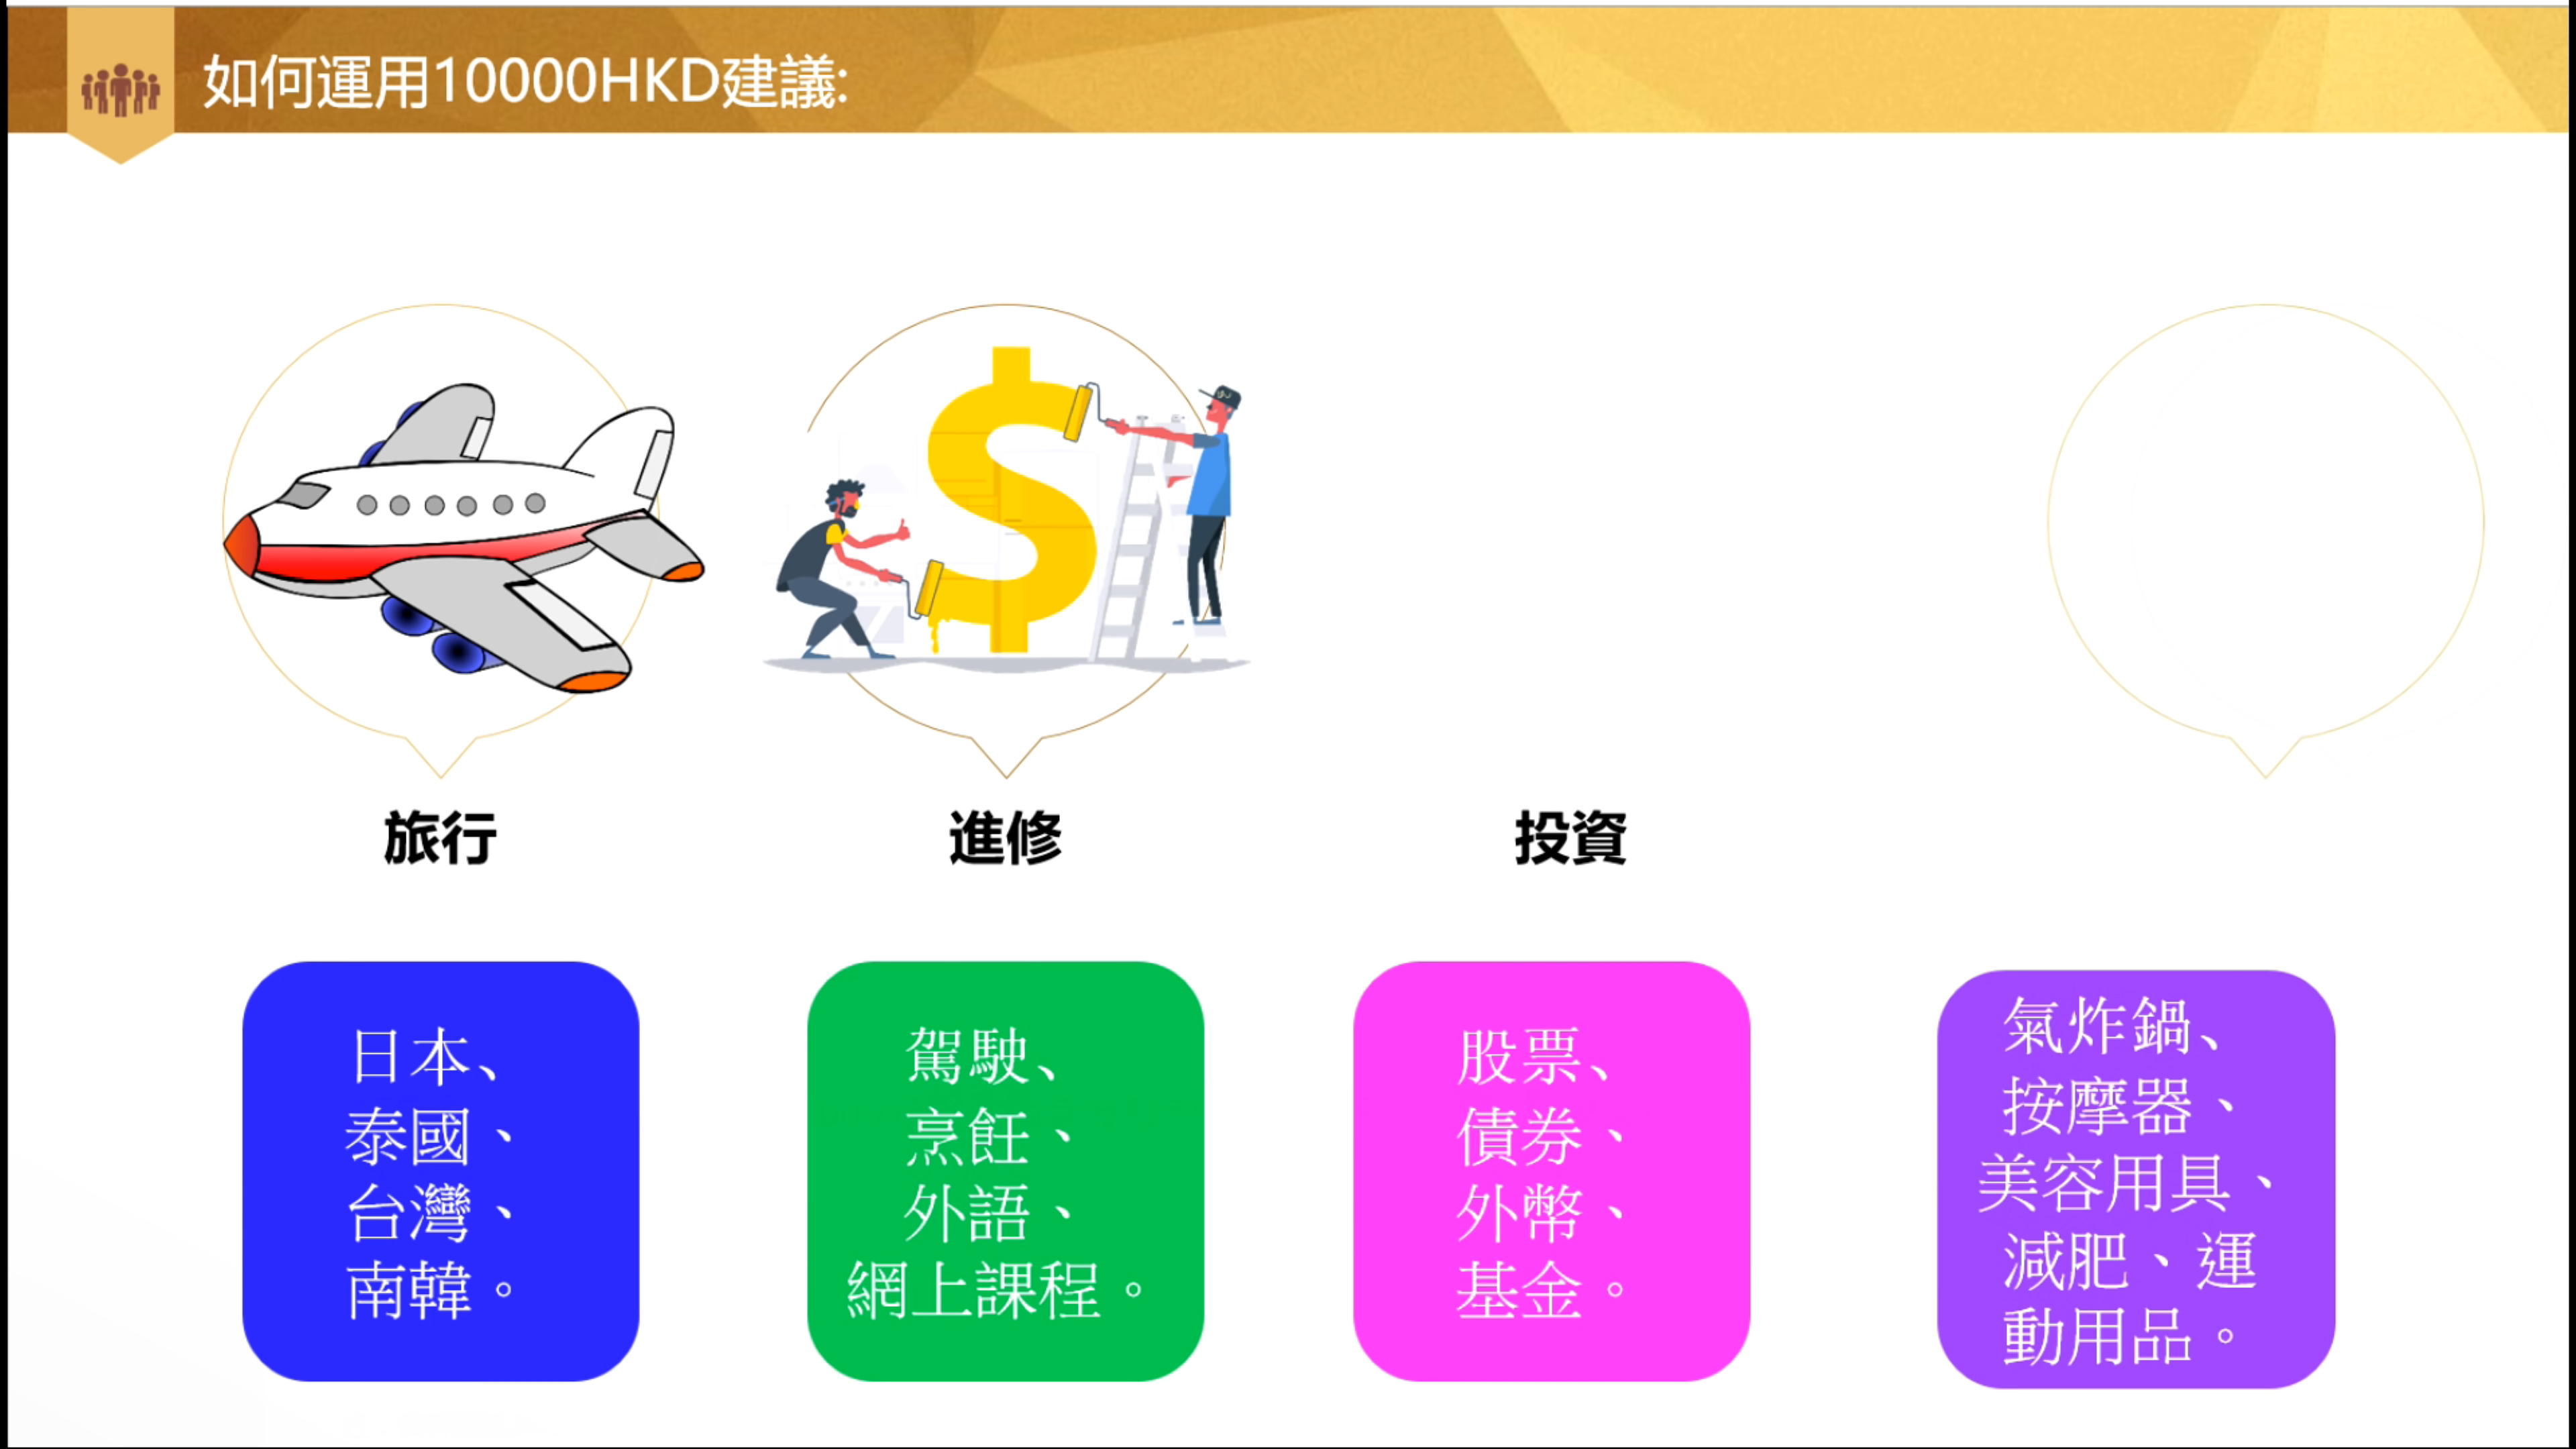 如何運用10000HKD建議:
旅行
進修
投資
日本、
泰國、
台灣、
南韓。
駕駛、
烹飪、
外語、
網上課程。
股票、
債券、
外幣、
基金。
氣炸鍋、
按摩器、
美容用具、
減肥、運
動用品。